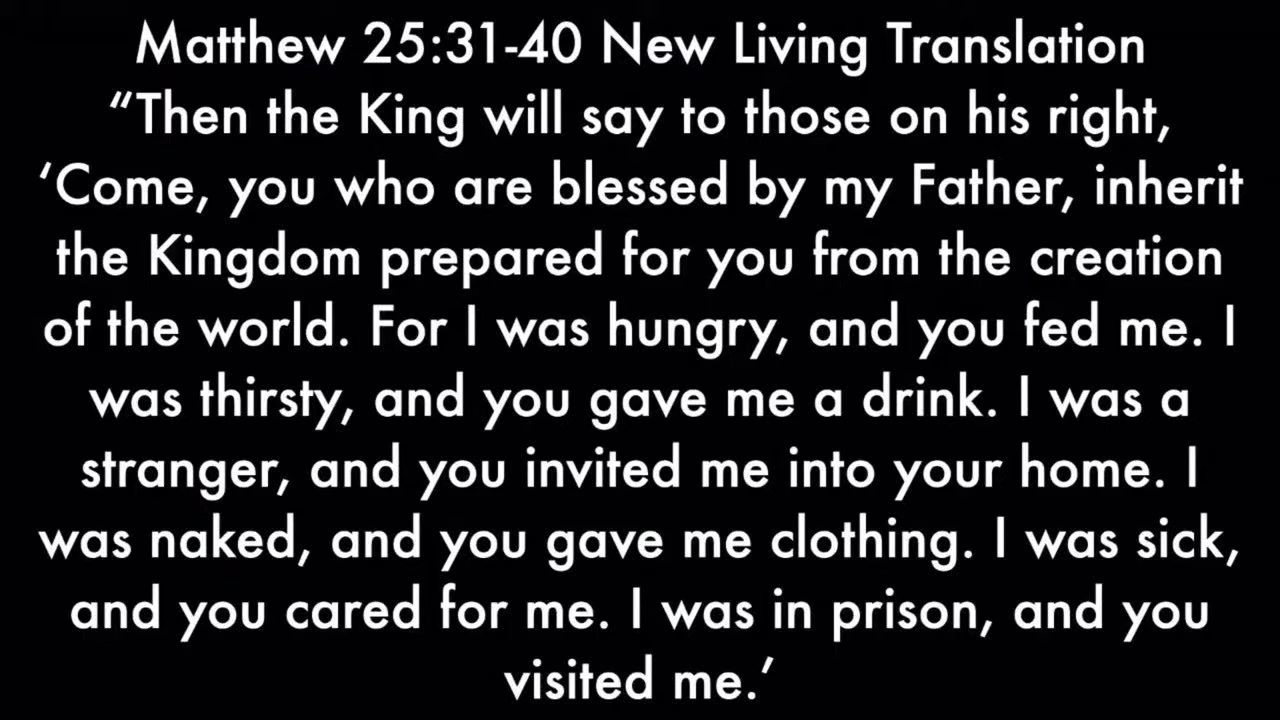 Matthew 25:31-40 New Living Translation
“Then the King will say to those on his right,
‘Come, you who are blessed by my Father, inherit
the Kingdom prepared for you from the creation
of the world. For I was hungry, and you fed me. I
was thirsty, and you gave me a drink. I was a
stranger, and you invited me into your home. I
was naked, and you gave me clothing. I was sick,
and you cared for me. I was in prison, and you
visited me.’